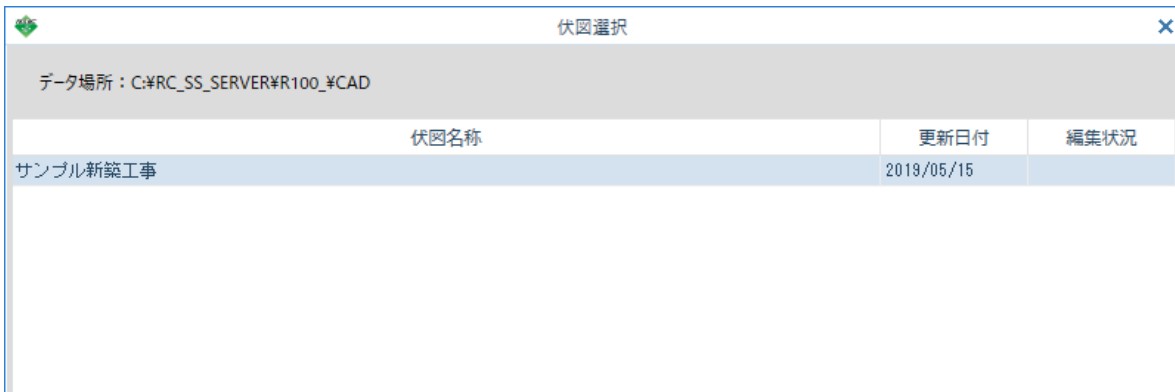 伏図選択
データ場所：C:¥RC_SS_SERVER¥R100_¥CAD
伏図名称 更新日付 編集状況
サンプル新築工事 2019/05/15